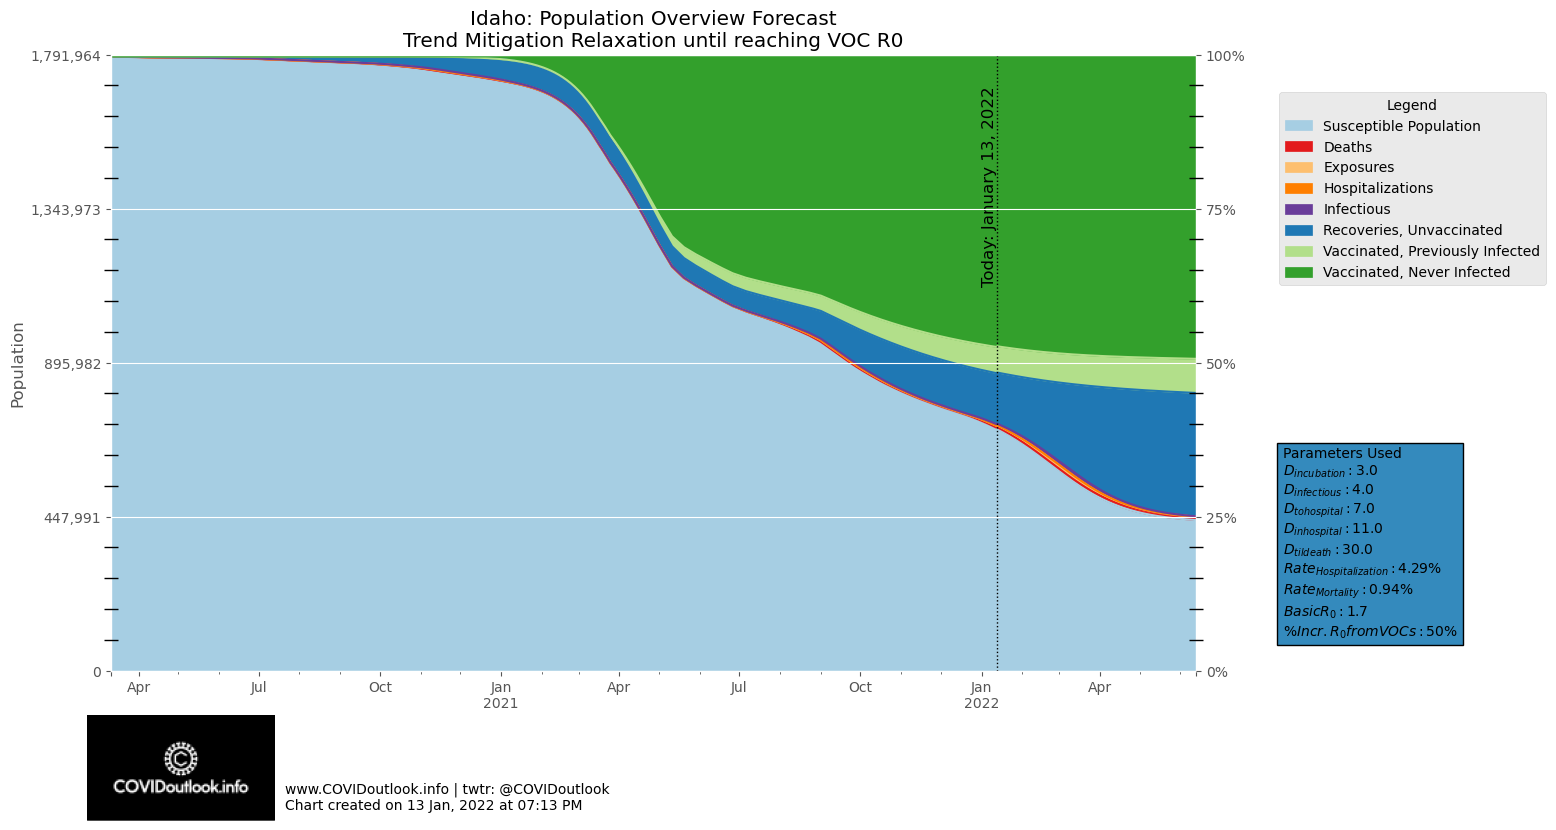 Idaho: Population Overview Forecast
Trend Mitigation Relaxation until reaching VOC R0
Population
1,791,964
1,343,973
895,982
447,991
0
100%
75%
50%
25%
0%
Today: January 13, 2022
Apr
Jul
Oct
Jan
2021
Apr
Jul
Oct
Jan
2022
Apr
Legend
Susceptible Population
Deaths
Exposures
Hospitalizations
Infectious
Recoveries, Unvaccinated
Vaccinated, Previously Infected
Vaccinated, Never Infected
Parameters Used
D_incubation : 3.0
D_infectious : 4.0
D_tohospital : 7.0
D_inhospital : 11.0
D_tildeath : 30.0
Rate_Hospitalization : 4.29%
Rate_Mortality : 0.94%
BasicR_0 : 1.7
%Incr. R_0fromVOCs : 50%
COVIDoutlook.info
www.COVIDoutlook.info | twtr: @COVIDoutlook
Chart created on 13 Jan, 2022 at 07:13 PM